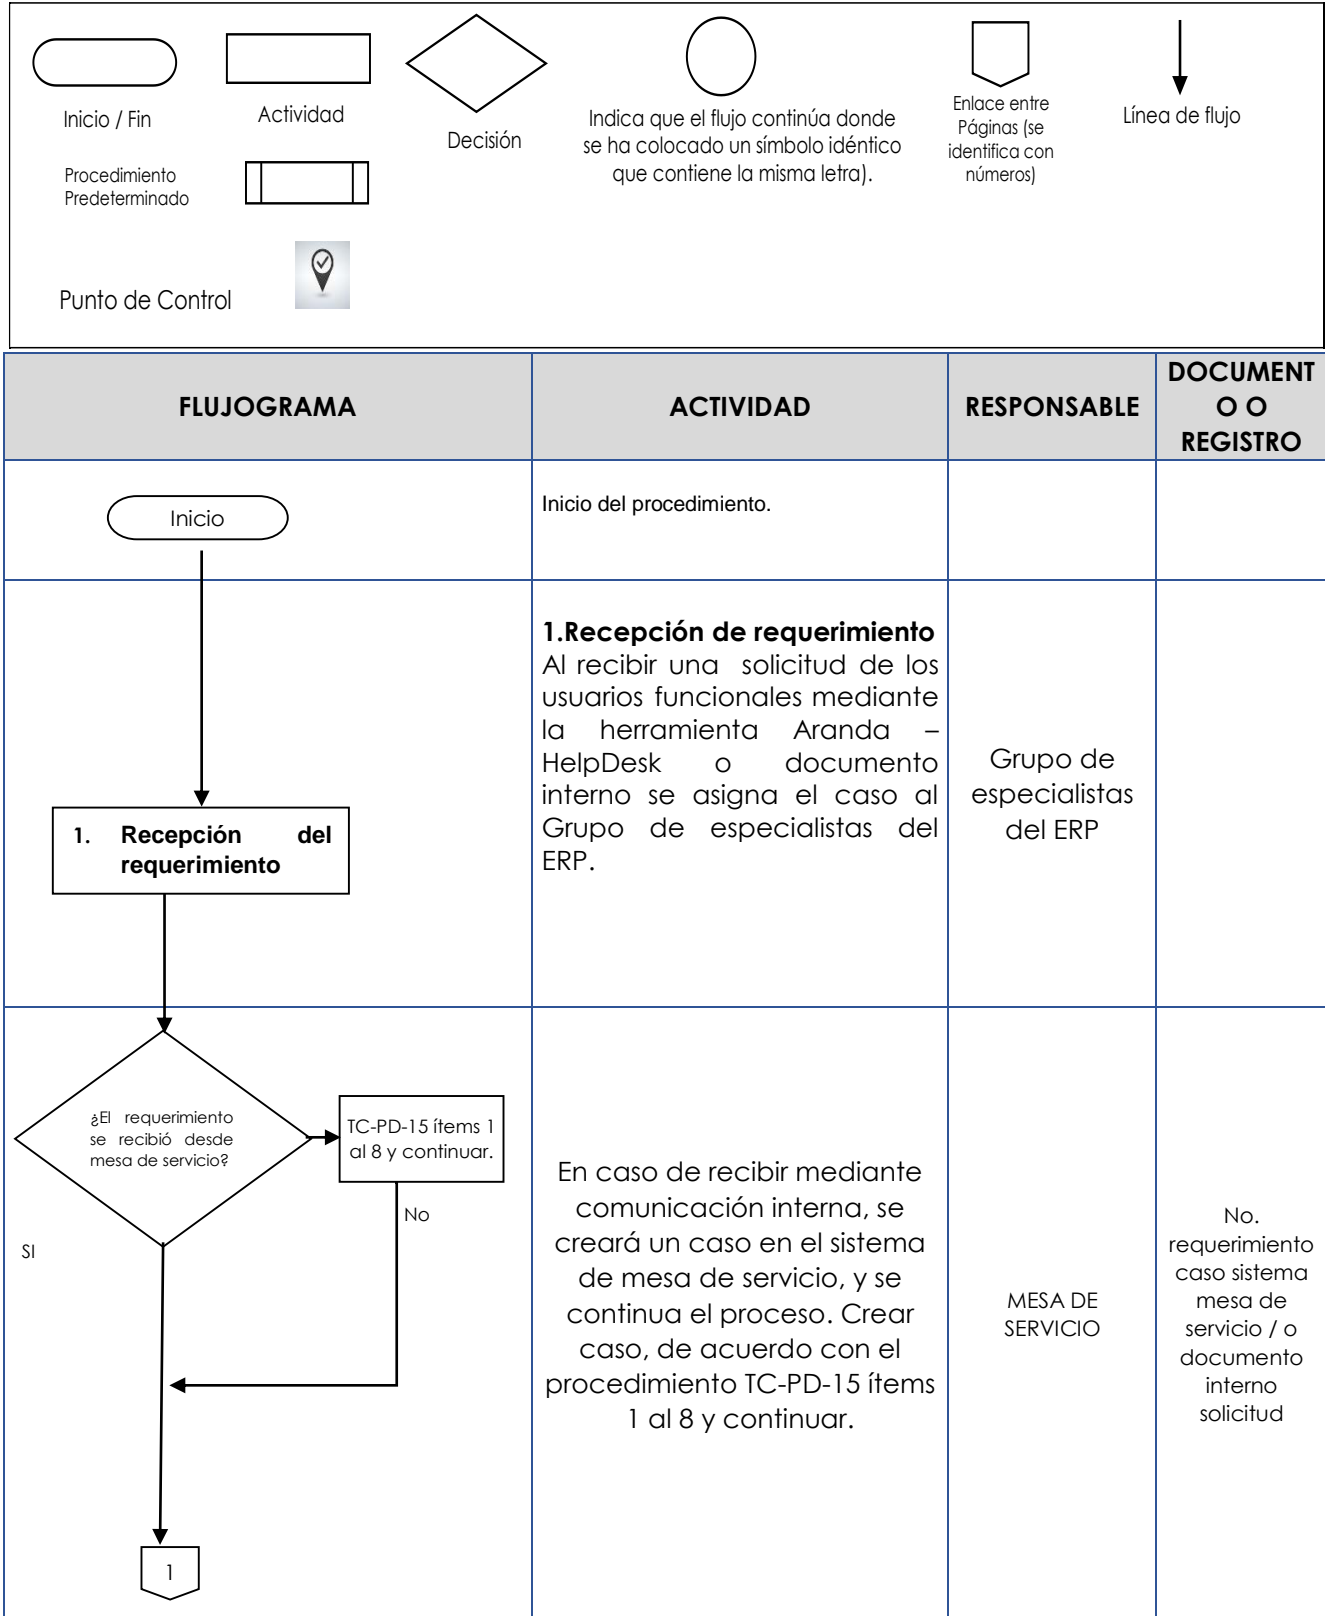 Inicio / Fin
Actividad
Decisión
Indica que el flujo continúa donde
se ha colocado un símbolo idéntico
que contiene la misma letra).
Enlace entre
Páginas (se
identifica con
números)
Línea de flujo
Procedimiento
Predeterminado
Punto de Control
FLUJOGRAMA
ACTIVIDAD
RESPONSABLE
DOCUMENT
O O
REGISTRO
Inicio
Inicio del procedimiento.
1. Recepción del
requerimiento
1.Recepción de requerimiento
Al recibir una solicitud de los
usuarios funcionales mediante
la herramienta Aranda –
HelpDesk o documento
interno se asigna el caso al
Grupo de especialistas del
ERP.
Grupo de
especialistas
del ERP
¿El requerimiento
se recibió desde
mesa de servicio?
TC-PD-15 ítems 1
al 8 y continuar.
No
SI
1
En caso de recibir mediante
comunicación interna, se
creará un caso en el sistema
de mesa de servicio, y se
continua el proceso. Crear
caso, de acuerdo con el
procedimiento TC-PD-15 ítems
1 al 8 y continuar.
MESA DE
SERVICIO
No.
requerimiento
caso sistema
mesa de
servicio / o
documento
interno
solicitud